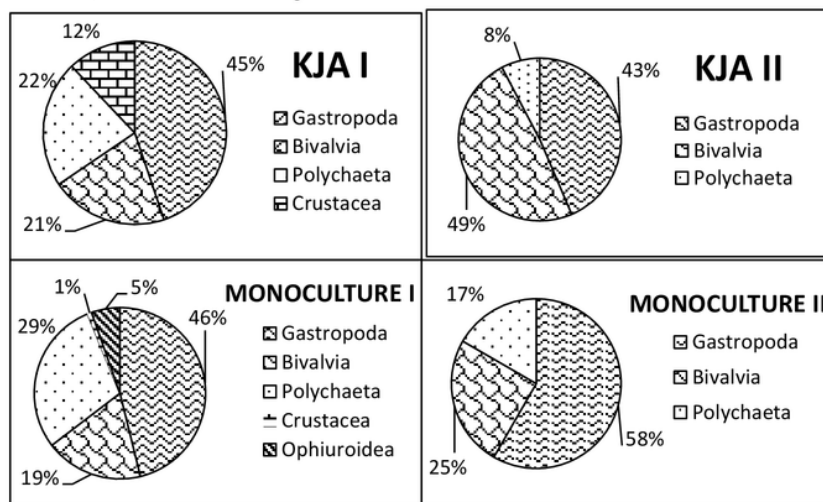 12%
45%
KJA I
22%
Gastropoda
Bivalvia
Polychaeta
Crustacea
21%
8%
43%
KJA II
Gastropoda
Bivalvia
Polychaeta
49%
1%
5%
MONOCULTURE I
29%
46%
Gastropoda
Bivalvia
Polychaeta
Crustacea
Ophiuroidea
19%
17%
MONOCULTURE II
Gastropoda
Bivalvia
Polychaeta
25%
58%